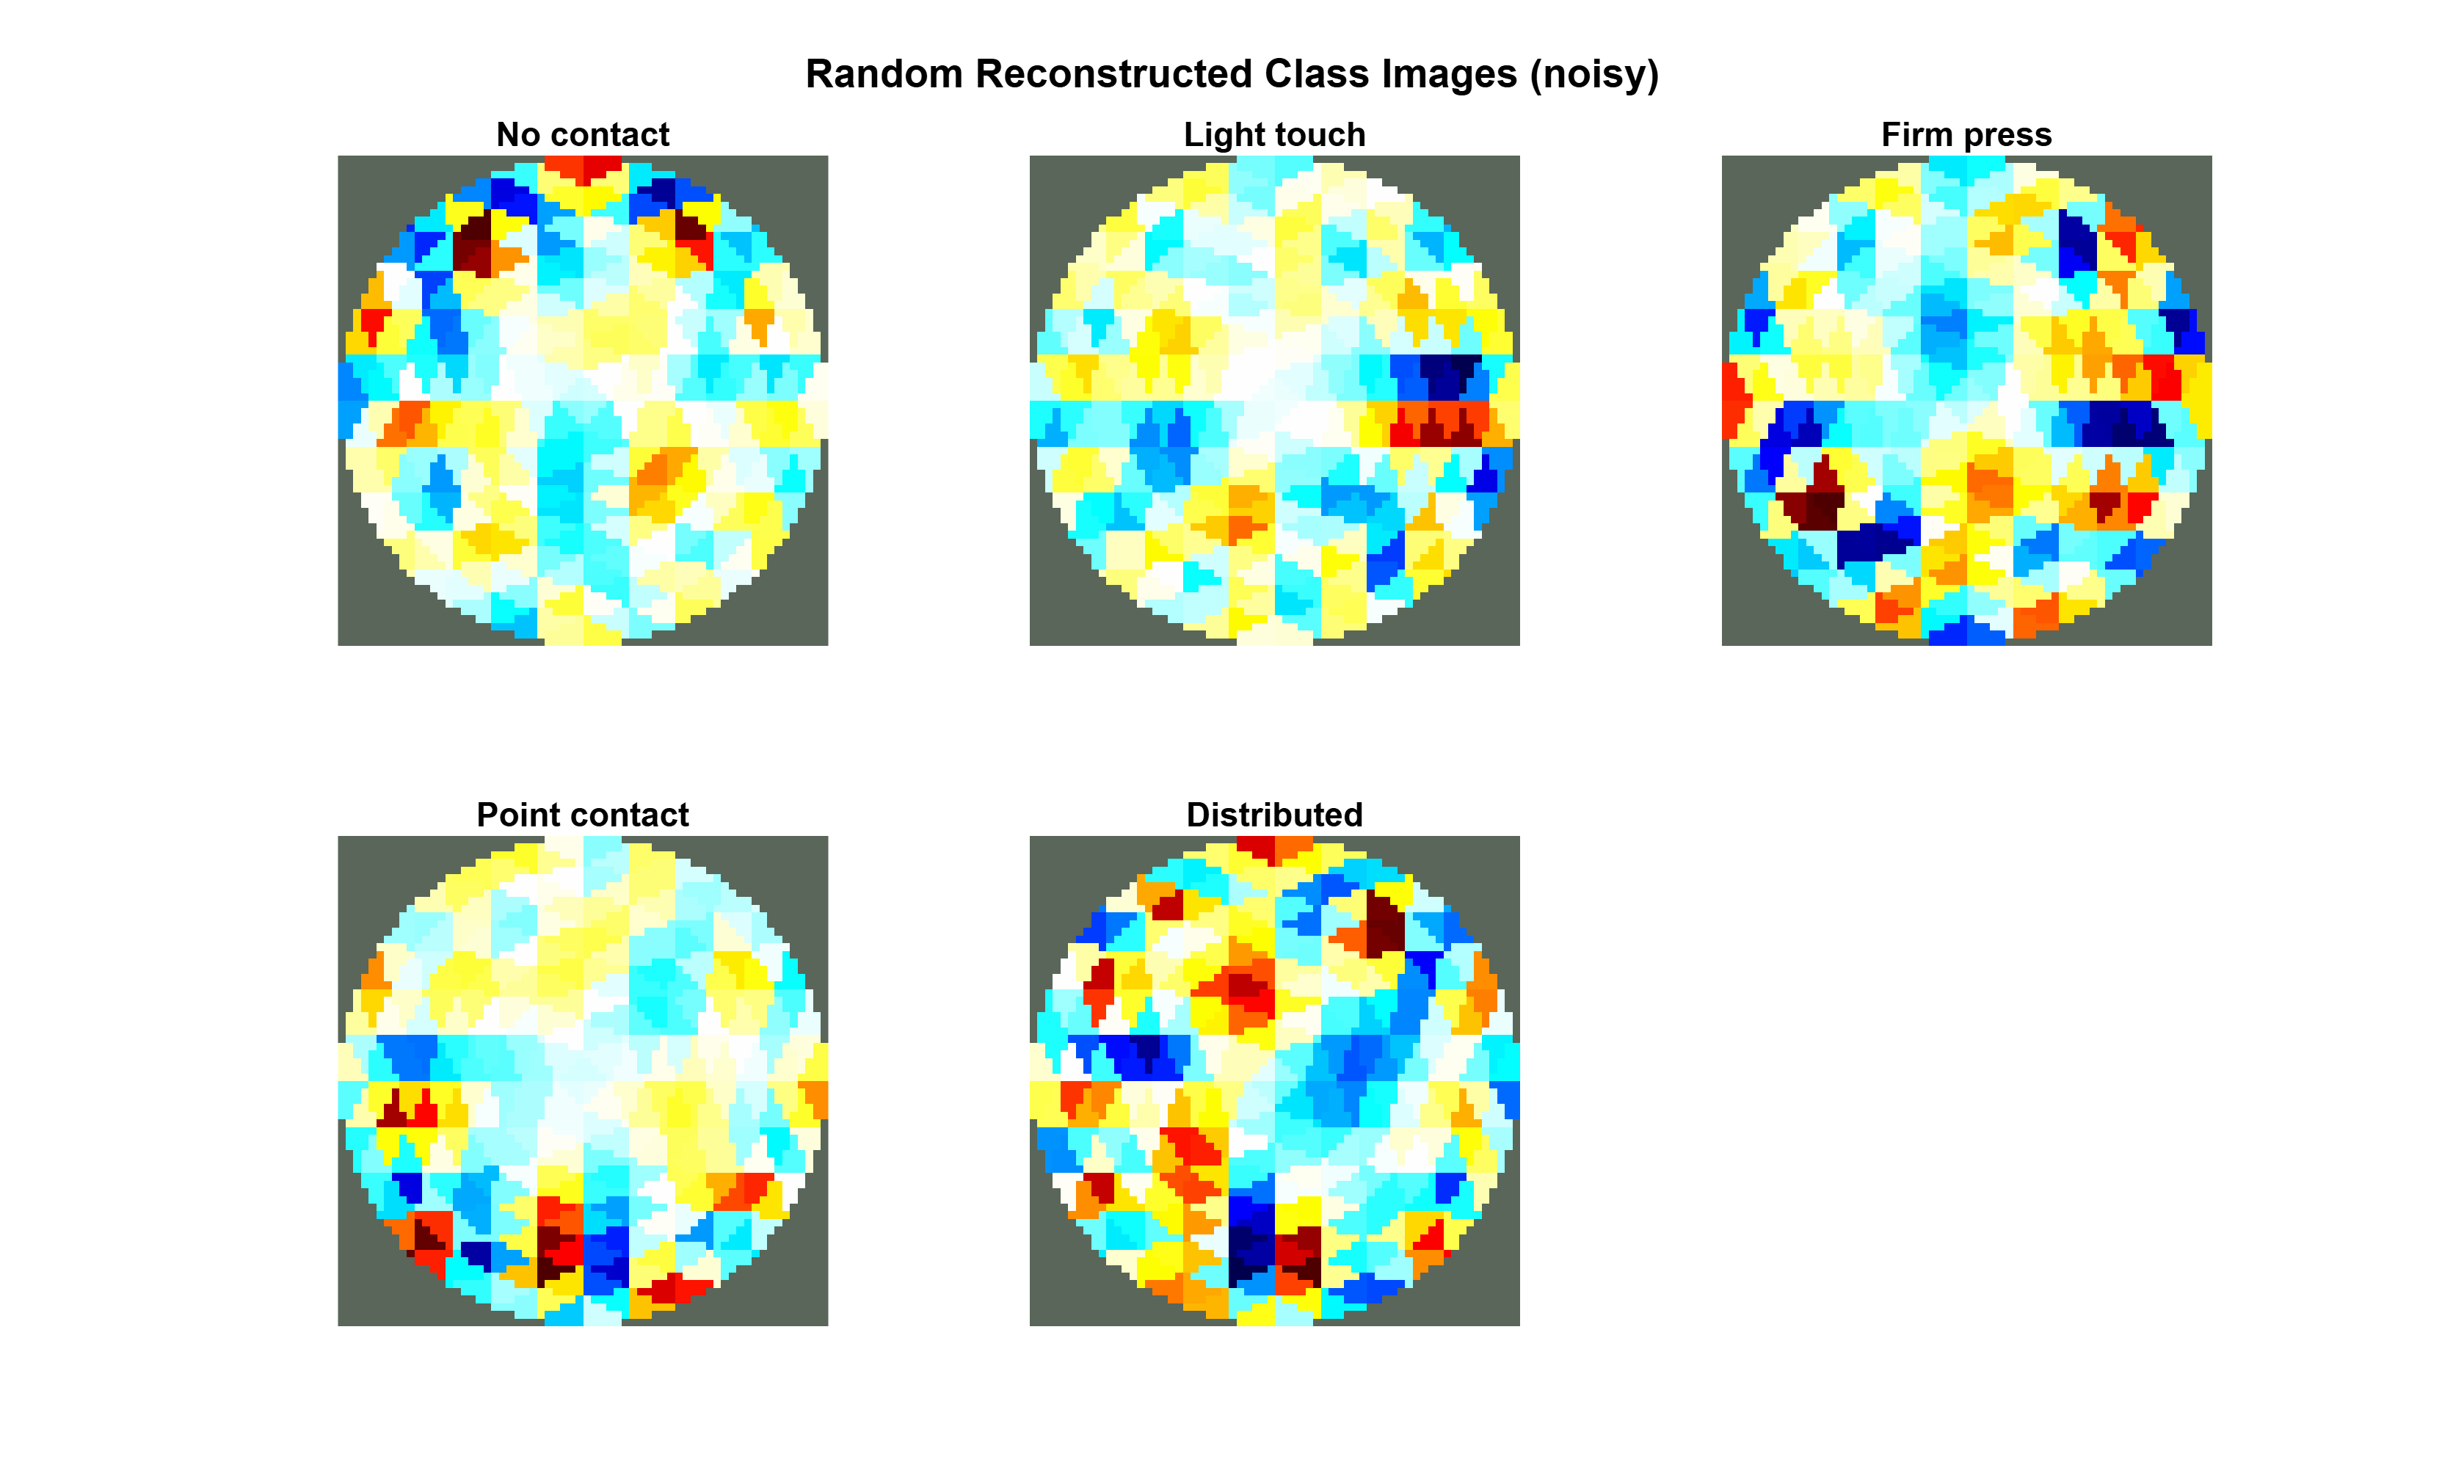 Random Reconstructed Class Images (noisy)
No contact
Light touch
Firm press
Point contact
Distributed